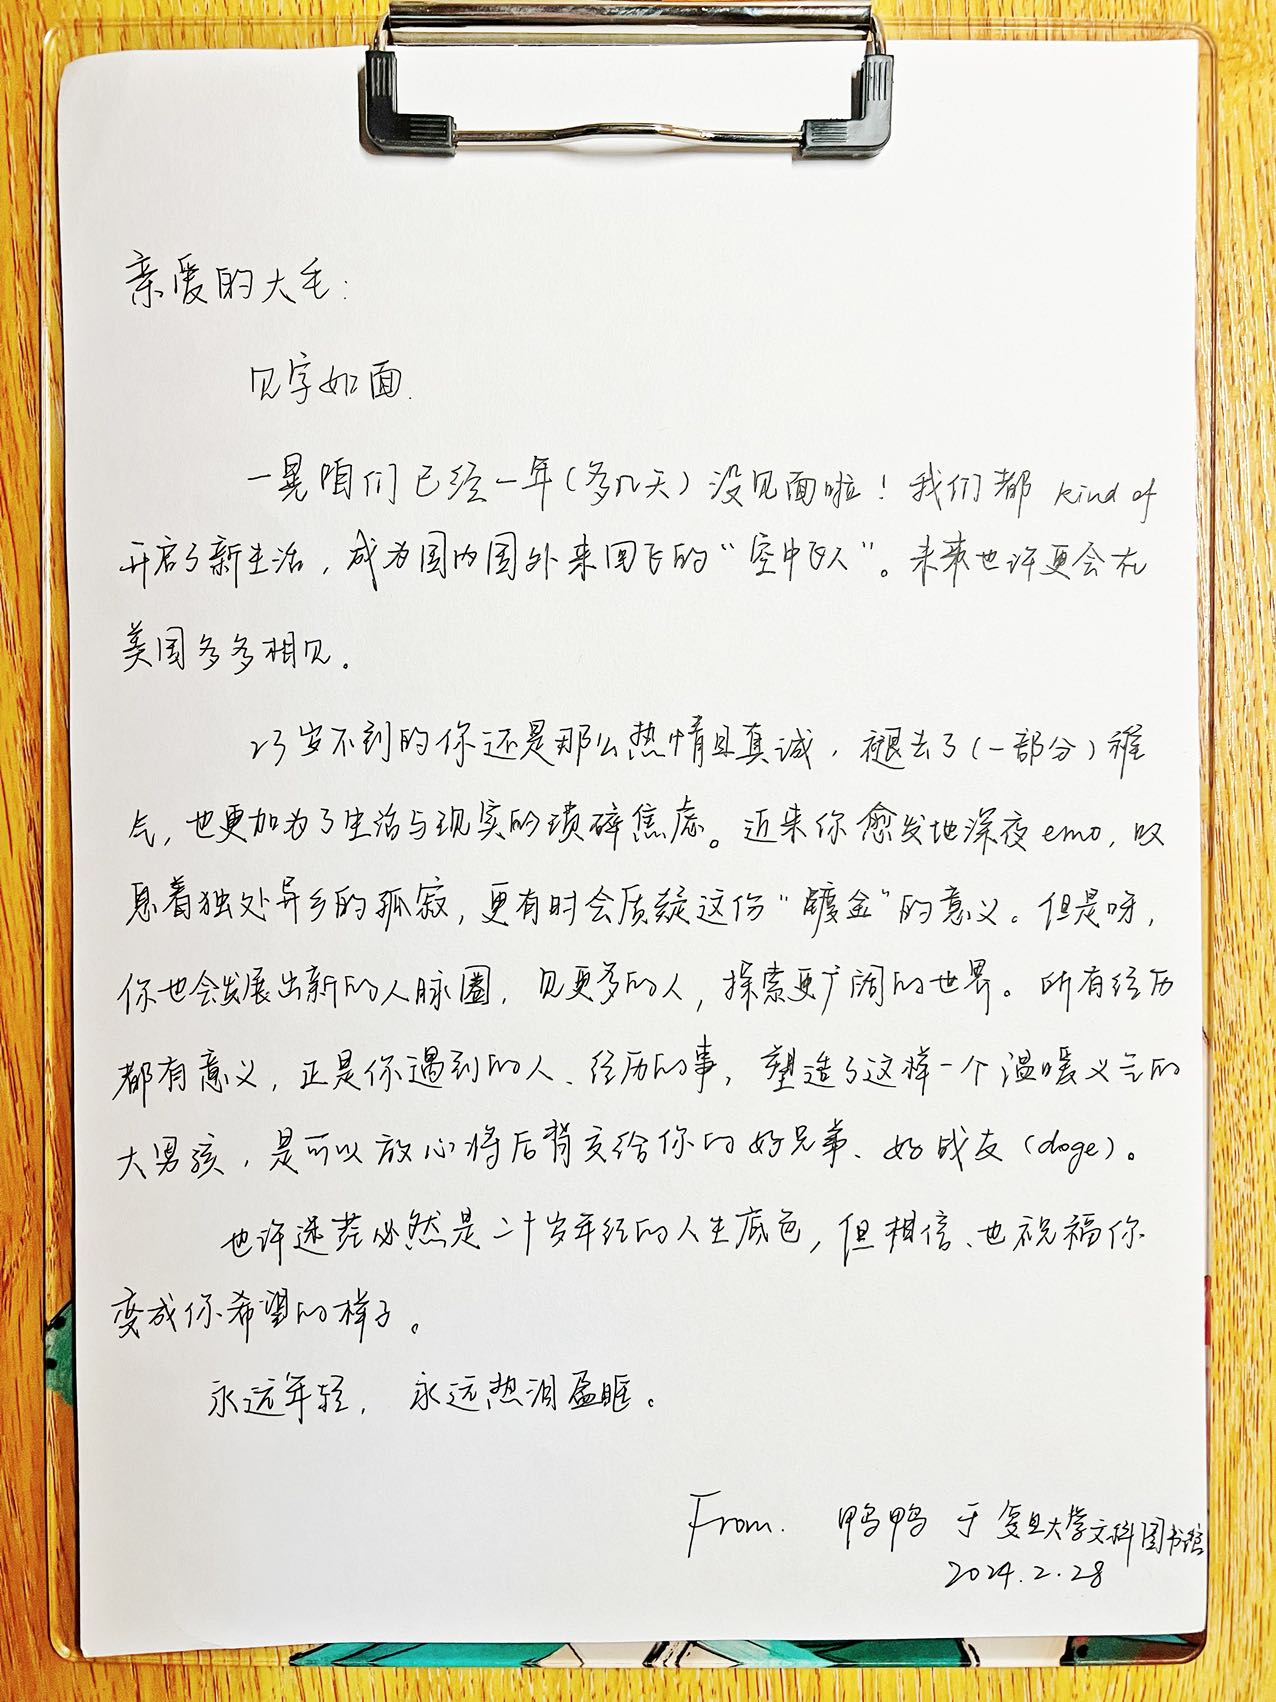 亲爱的大毛：
见字如面.
一晃咱们已经一年（多几天）没见面啦！我们都 kind of
开启了新生活，成为国内国外来回飞的“空中飞人”。未来也许更会在
美国多多相见。
23岁不到的你还是那么热情且真诚，褪去了（一部分）稚
气，也更加为了生活与现实的琐碎焦虑。近来你愈发地深夜emo，叹
息着独处异乡的孤寂，更有时会质疑这份“镀金”的意义。但是呀，
你也会发展出新的人脉圈，见更多的人，探索更广阔的世界。所有经历
都有意义，正是你遇到的人、经历的事，塑造了这样一个温暖义气的
大男孩，是可以放心将后背交给你的好兄弟、好战友（doge）。
也许迷茫必然是二十岁年纪的人生底色，但相信、也祝福你
变成你希望的样子。
永远年轻，永远热泪盈眶。
From. 鸭鸭 于 复旦大学文科图书馆
2024.2.28